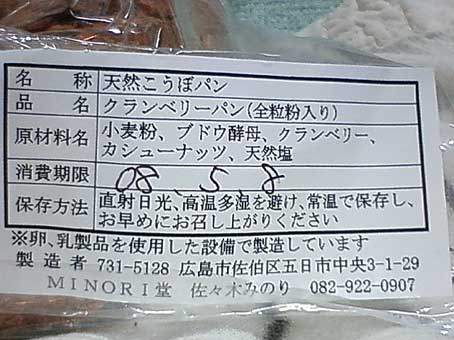 名称 天然こうぼパン
品名 クランベリーパン(全粒粉入り)
原材料名 小麦粉、ブドウ酵母、クランベリー、
カシューナッツ、天然塩
消費期限 08 5 8
保存方法 直射日光、高温多湿を避け、常温で保存し、
お早めにお召し上がりください
※卵、乳製品を使用した設備で製造しています
製造者 731-5128 広島市佐伯区五日市中央3-1-29
MINORI堂 佐々木みのり 082-922-0907